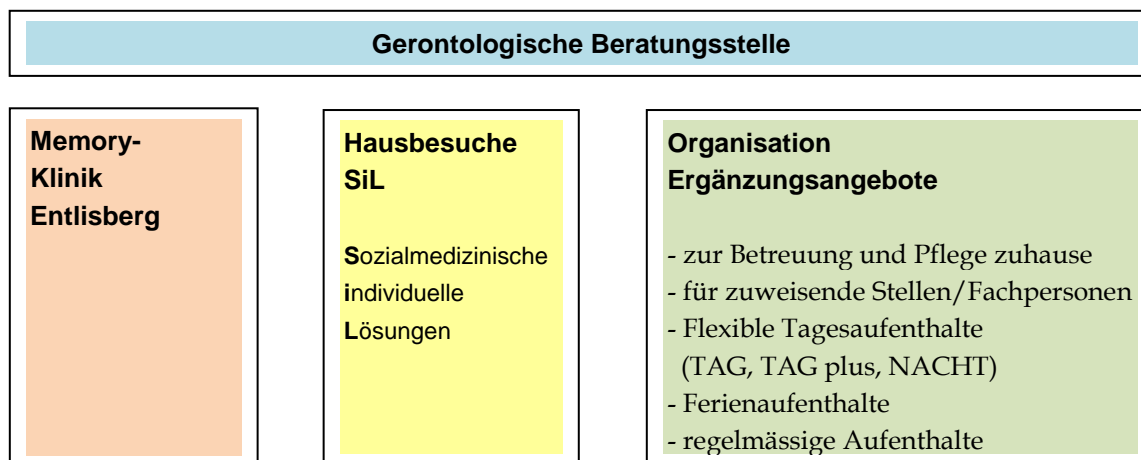 Gerontologische Beratungsstelle
Memory-
Klinik
Entlisberg
Hausbesuche
SiL
Sozialmedizinische
individuelle
Lösungen
Organisation
Ergänzungsangebote
- zur Betreuung und Pflege zuhause
- für zuweisende Stellen/Fachpersonen
- Flexible Tagesaufenthalte
(TAG, TAG plus, NACHT)
- Ferienaufenthalte
- regelmässige Aufenthalte